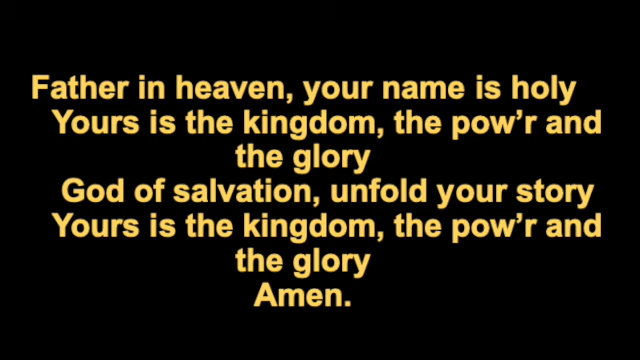 Father in heaven, your name is holy
Yours is the kingdom, the pow’r and
the glory
God of salvation, unfold your story
Yours is the kingdom, the pow’r and
the glory
Amen.